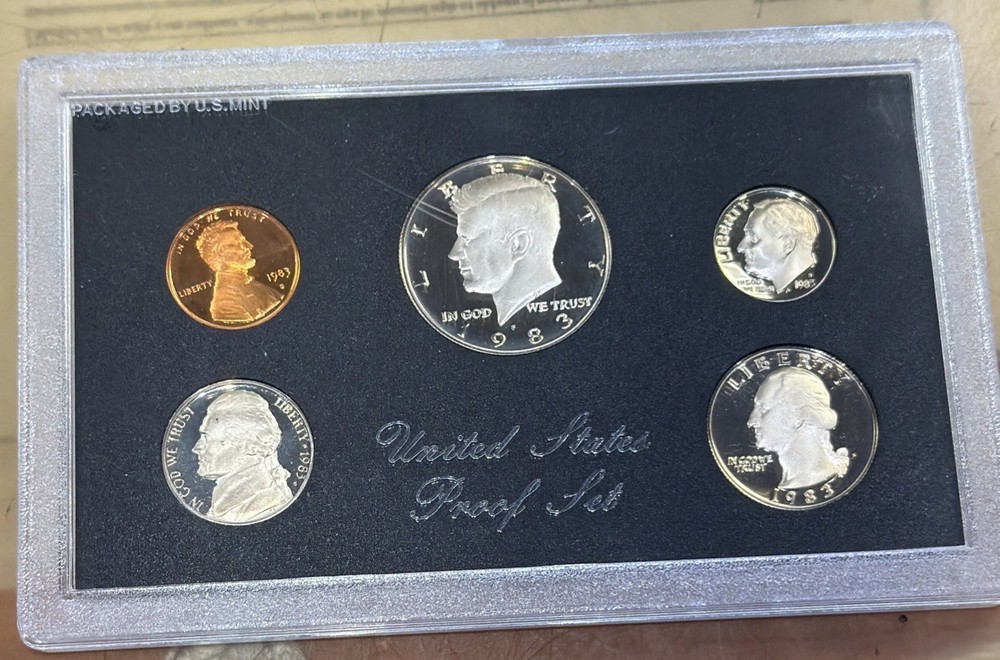 PACKAGED BY U.S. MINT
IN GOD WE TRUST
LIBERTY
1983
LIBERTY
IN GOD WE TRUST
1983
LIBERTY
IN GOD
WE TRUST
1983
IN GOD WE TRUST
LIBERTY · 1983
United States
Proof Set
LIBERTY
IN GOD WE
TRUST
1983